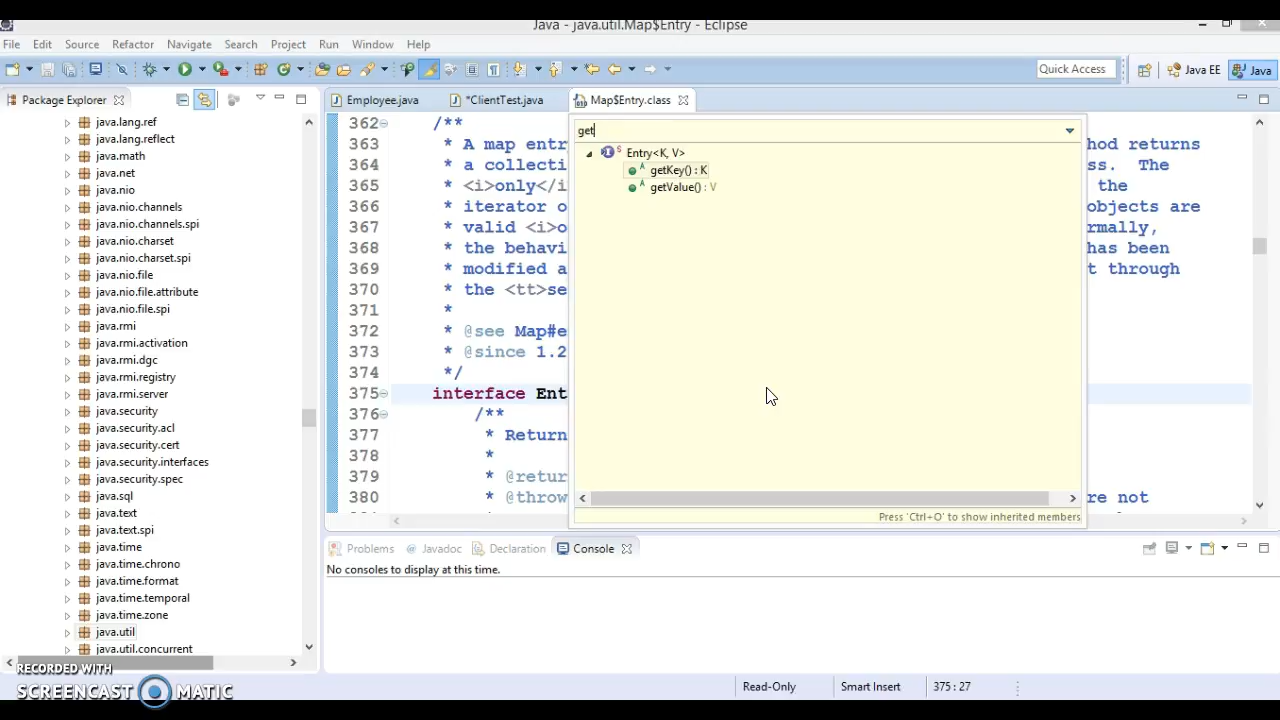 Java - java.util.Map$Entry - Eclipse
File Edit Source Refactor Navigate Search Project Run Window Help
Quick Access
Java EE
Java
Package Explorer
Employee.java
*ClientTest.java
Map$Entry.class
java.lang.ref
java.lang.reflect
java.math
java.net
java.nio
java.nio.channels
java.nio.channels.spi
java.nio.charset
java.nio.charset.spi
java.nio.file
java.nio.file.attribute
java.nio.file.spi
java.rmi
java.rmi.activation
java.rmi.dgc
java.rmi.registry
java.rmi.server
java.security
java.security.acl
java.security.cert
java.security.interfaces
java.security.spec
java.sql
java.text
java.text.spi
java.time
java.time.chrono
java.time.format
java.time.temporal
java.time.zone
java.util
java.util.concurrent
362 /**
363 * A map entr hod returns
364 * a collecti ss. The
365 * <i>only</i the
366 * iterator o objects are
367 * valid <i>o rmally,
368 * the behavi has been
369 * modified a t through
370 * the <tt>se
371 *
372 * @see Map#e
373 * @since 1.2
374 */
375 interface Ent
376 /**
377 * Return
378 *
379 * @retur
380 * @throw re not
get
Entry<K, V>
getKey() : K
getValue() : V
Press 'Ctrl+O' to show inherited members
Problems
Javadoc
Declaration
Console
No consoles to display at this time.
Read-Only
Smart Insert
375 : 27
RECORDED WITH
SCREENCAST MATIC